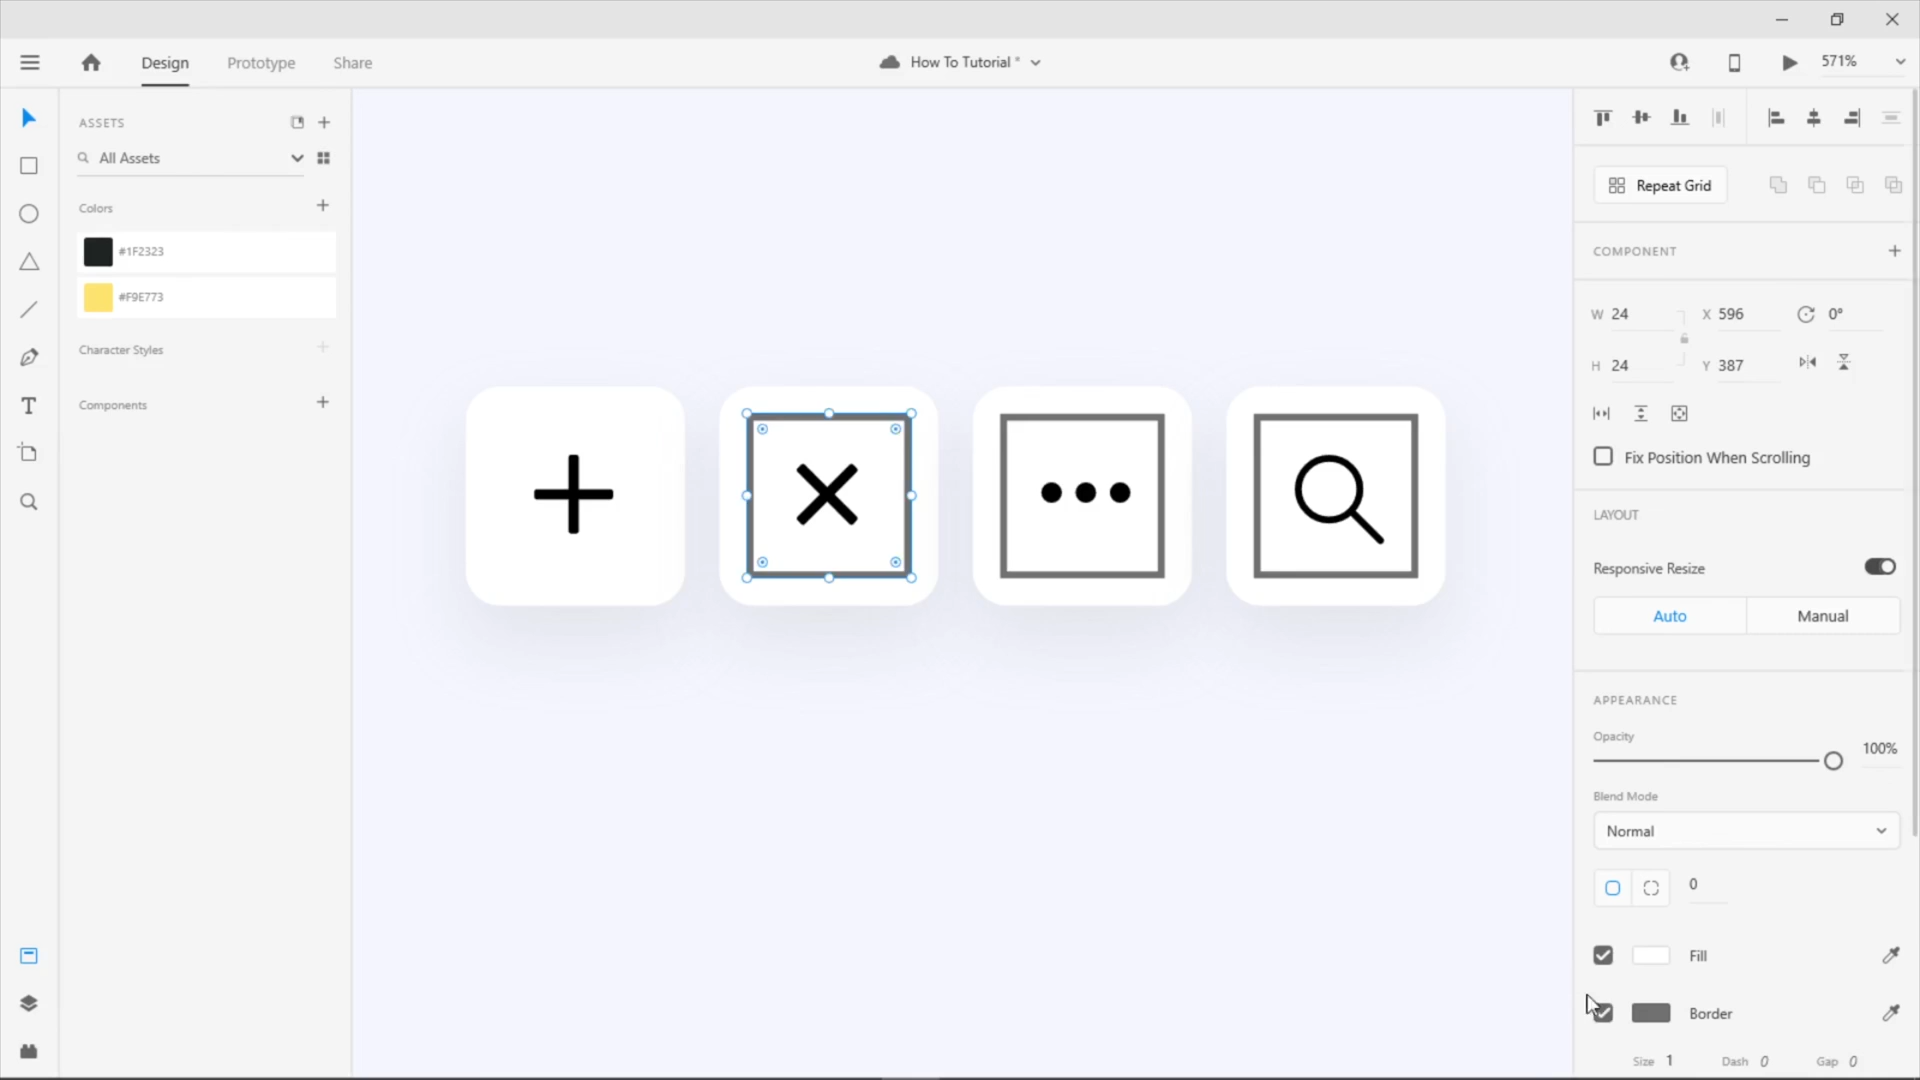 Design Prototype Share
How To Tutorial *
571%
ASSETS
All Assets
Colors
#1F2323
#F9E773
Character Styles
Components
Repeat Grid
COMPONENT
W 24 X 596 0°
H 24 Y 387
Fix Position When Scrolling
LAYOUT
Responsive Resize
Auto Manual
APPEARANCE
Opacity
100%
Blend Mode
Normal
0
Fill
Border
Size 1 Dash 0 Gap 0